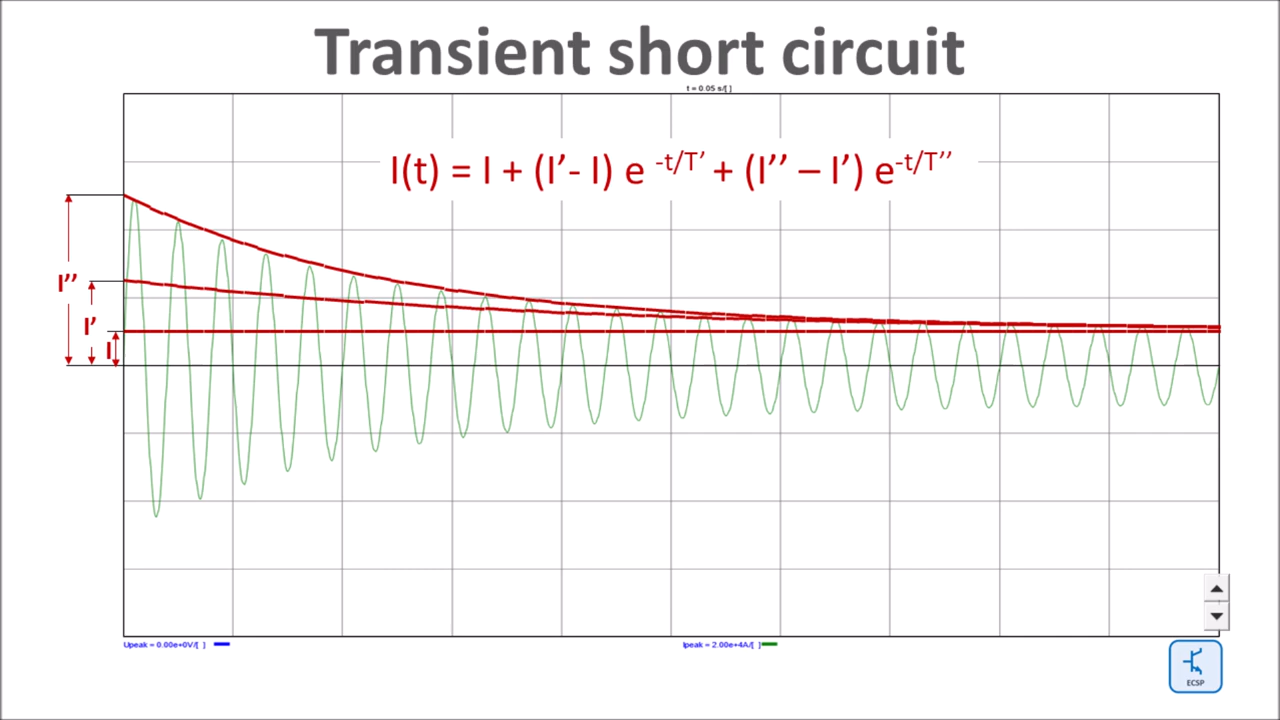 Transient short circuit
t = 0.05 s/[ ]
I(t) = I + (I’- I) e -t/T’ + (I’’ – I’) e-t/T’’
I’’
I’
I
Upeak = 0.00e+0V/[ ]
Ipeak = 2.00e+4A/[ ]
ECSP